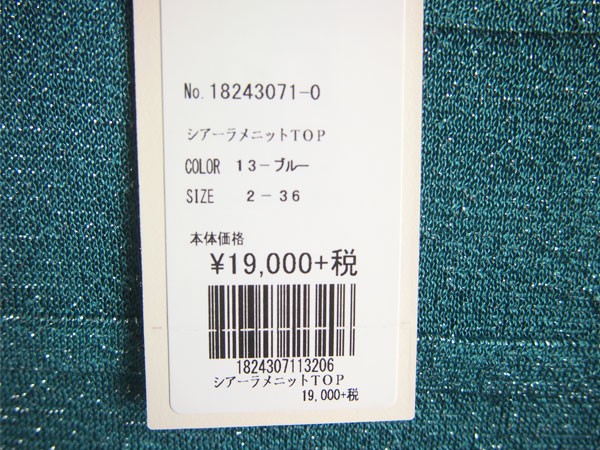 No. 18243071-0
シアーラメニットTOP
COLOR 13-ブルー
SIZE 2-36
本体価格
¥19,000+税
1824307113206
シアーラメニットTOP
19,000+税